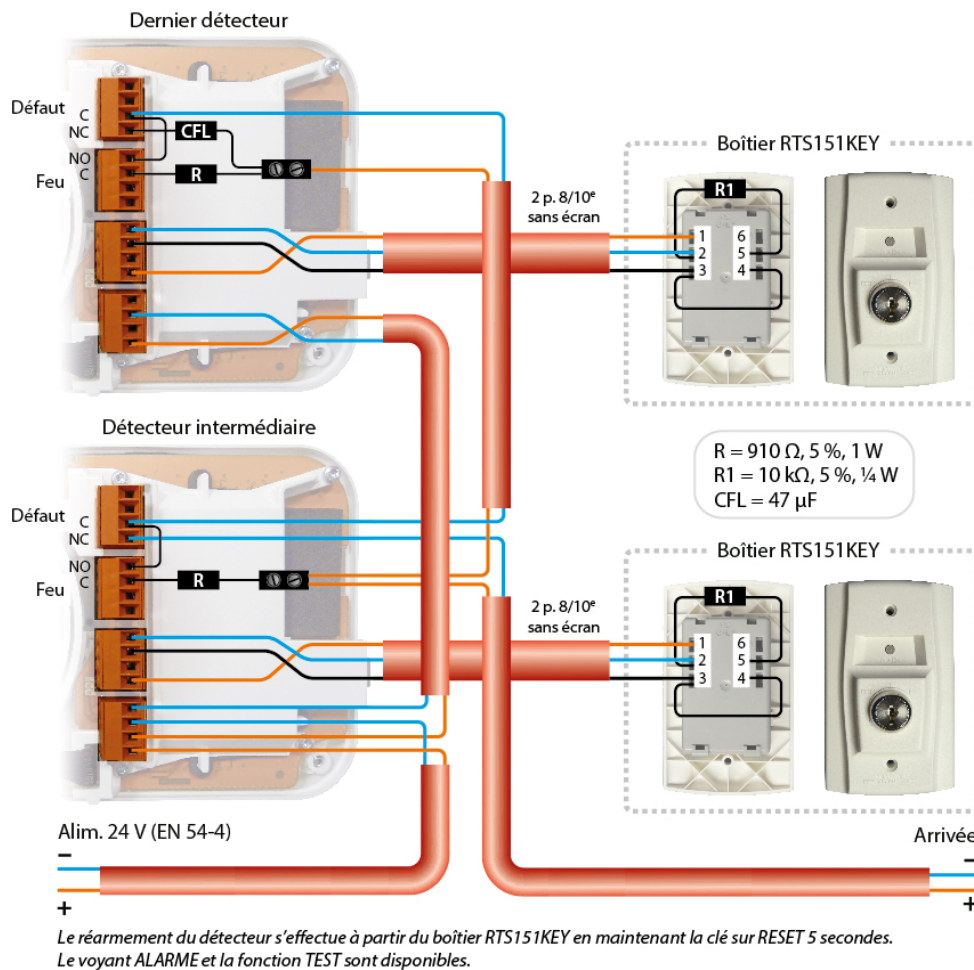 Dernier détecteur
Défaut
C
NC
CFL
NO
C
Feu
R
2 p. 8/10e
sans écran
Boîtier RTS151KEY
R1
1 6
2 5
3 4
Détecteur intermédiaire
R = 910 Ω, 5 %, 1 W
R1 = 10 kΩ, 5 %, ¼ W
CFL = 47 µF
Défaut
C
NC
NO
C
Feu
R
2 p. 8/10e
sans écran
Boîtier RTS151KEY
R1
1 6
2 5
3 4
Alim. 24 V (EN 54-4)
–
+
Arrivée
–
+
Le réarmement du détecteur s’effectue à partir du boîtier RTS151KEY en maintenant la clé sur RESET 5 secondes.
Le voyant ALARME et la fonction TEST sont disponibles.